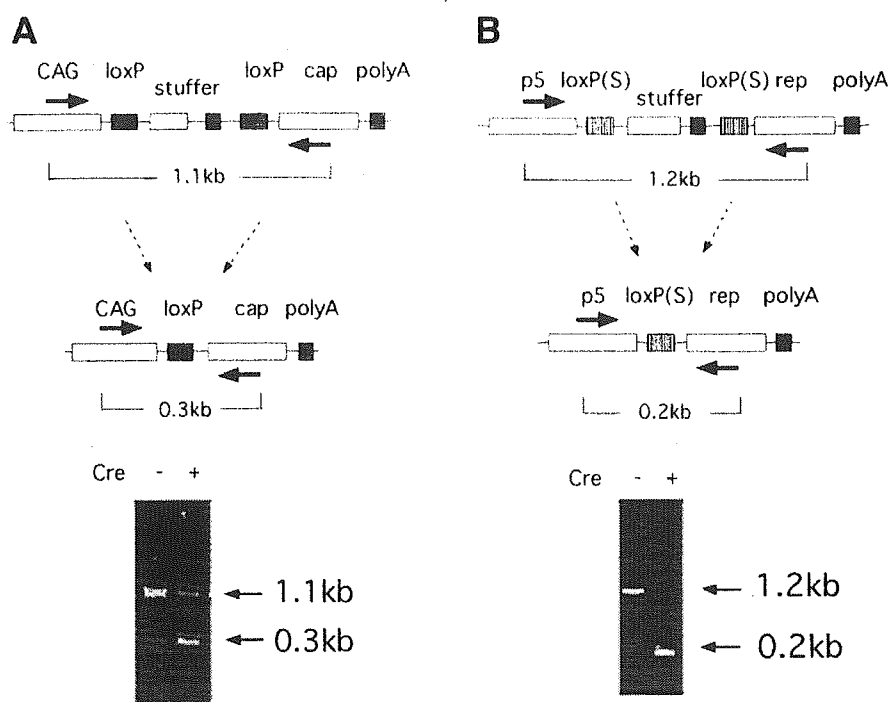 A
CAG loxP stuffer loxP cap polyA
1.1kb
CAG loxP cap polyA
0.3kb
Cre - +
1.1kb
0.3kb
B
p5 loxP(S) stuffer loxP(S) rep polyA
1.2kb
p5 loxP(S) rep polyA
0.2kb
Cre - +
1.2kb
0.2kb